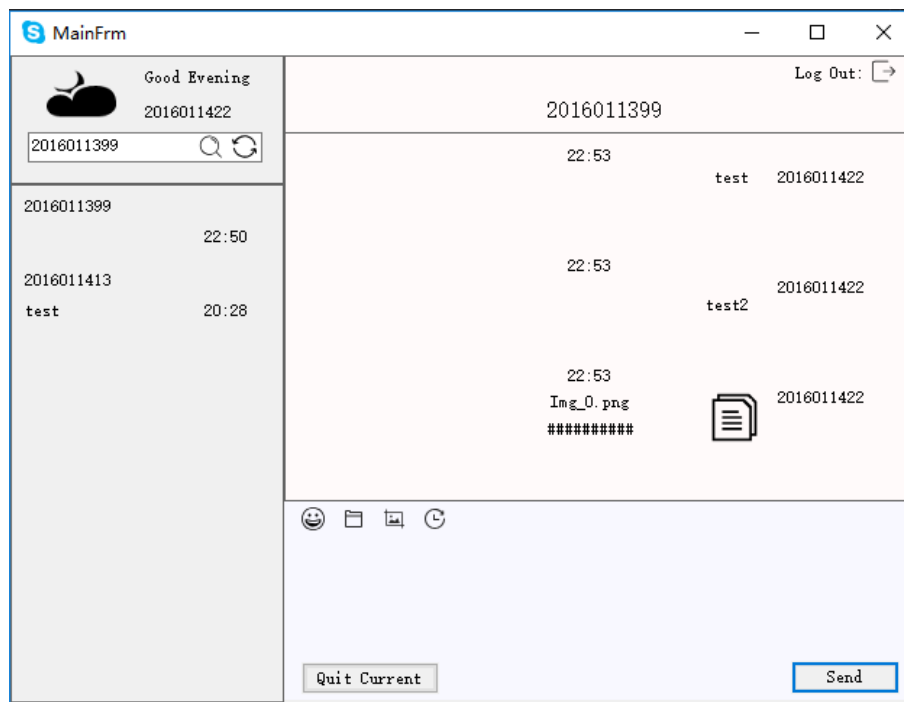 MainFrm
Good Evening
2016011422
2016011399
2016011399
22:50
2016011413
test 20:28
Log Out:
2016011399
22:53
test 2016011422
22:53
2016011422
test2
22:53
Img_0.png 2016011422
##########
Quit Current
Send